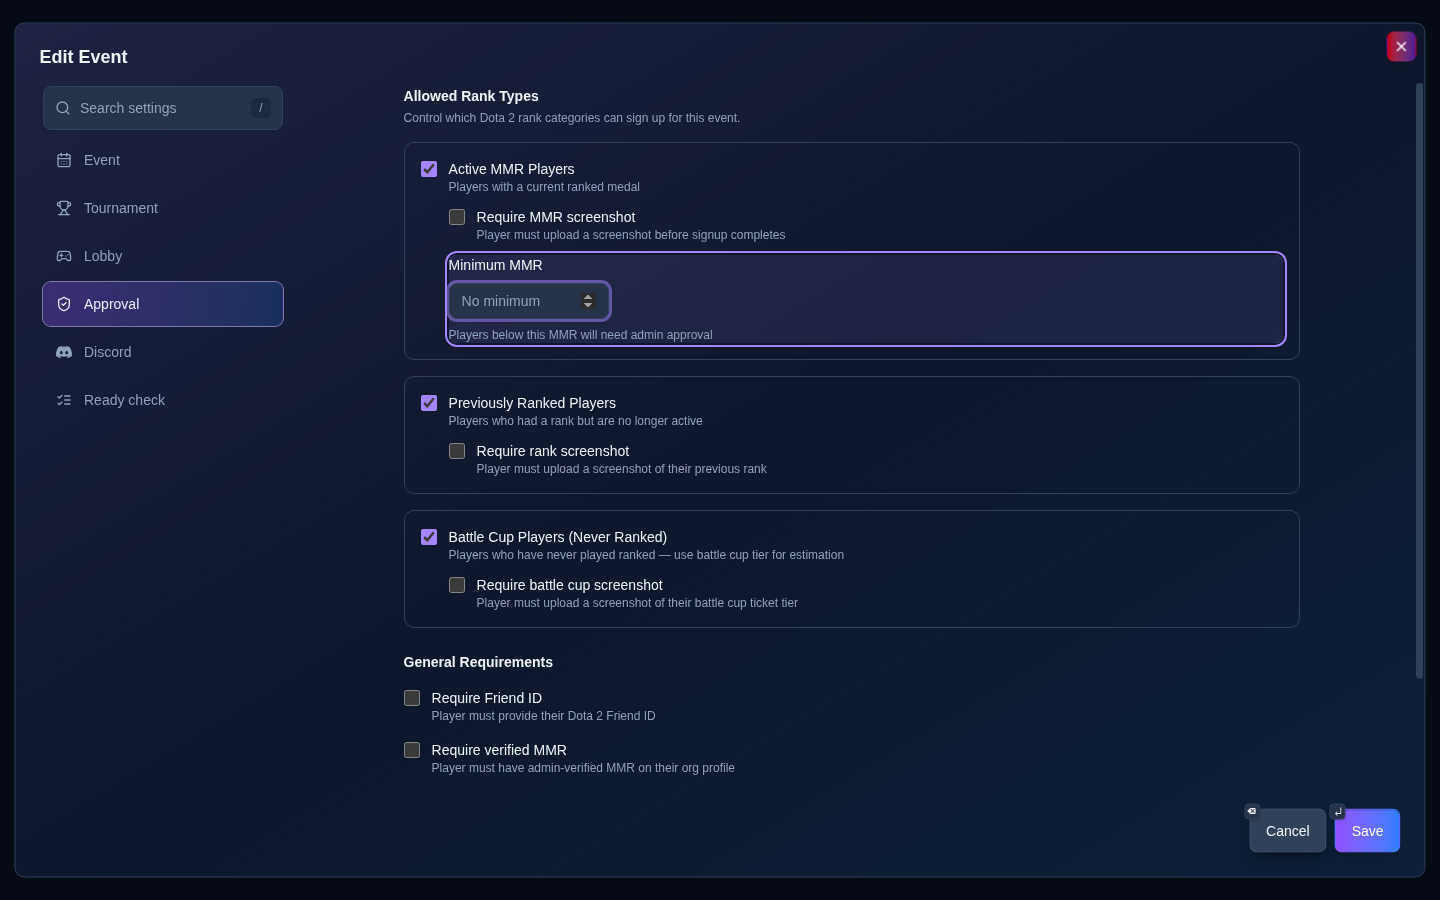 Edit Event
Search settings /
Event
Tournament
Lobby
Approval
Discord
Ready check
Allowed Rank Types
Control which Dota 2 rank categories can sign up for this event.
Active MMR Players
Players with a current ranked medal
Require MMR screenshot
Player must upload a screenshot before signup completes
Minimum MMR
No minimum
Players below this MMR will need admin approval
Previously Ranked Players
Players who had a rank but are no longer active
Require rank screenshot
Player must upload a screenshot of their previous rank
Battle Cup Players (Never Ranked)
Players who have never played ranked — use battle cup tier for estimation
Require battle cup screenshot
Player must upload a screenshot of their battle cup ticket tier
General Requirements
Require Friend ID
Player must provide their Dota 2 Friend ID
Require verified MMR
Player must have admin-verified MMR on their org profile
Cancel
Save